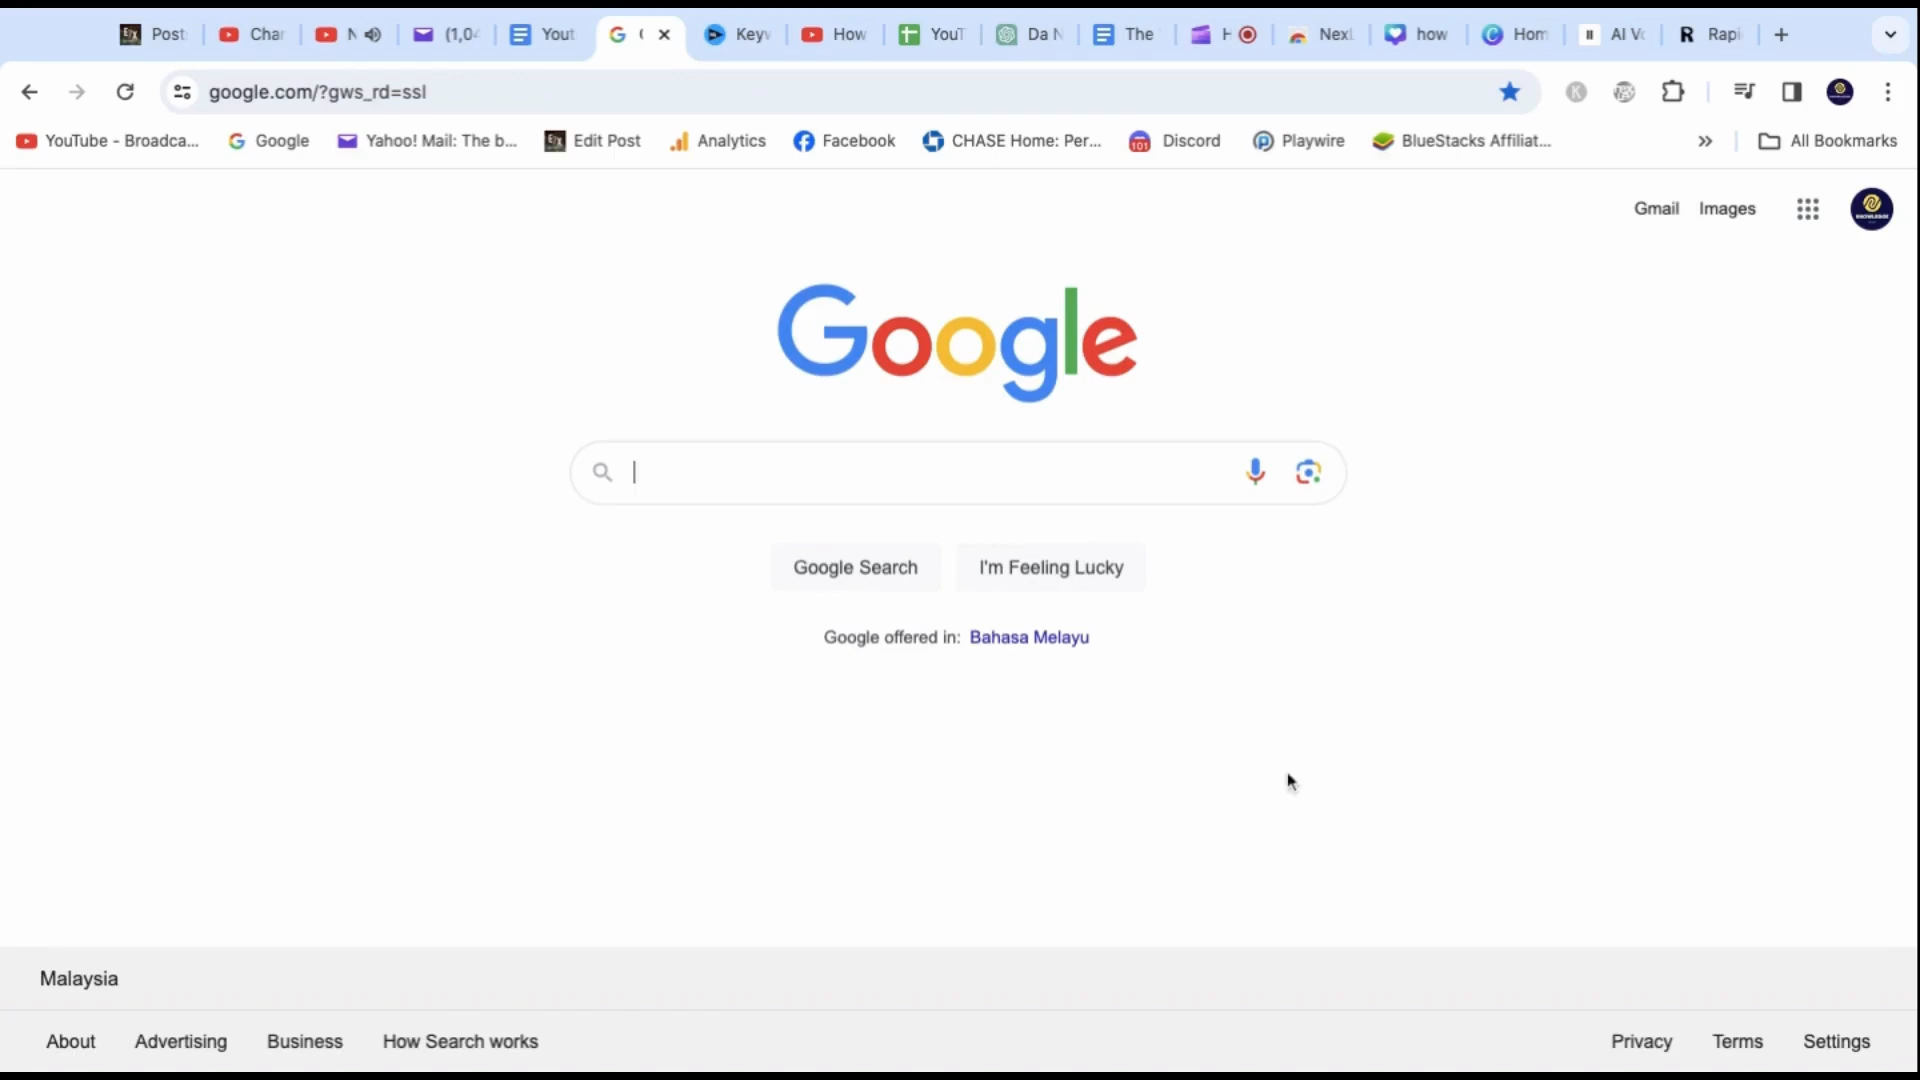 Post Char N (1,04 Yout ( Keyv How YouT Da N The H Next how Hom AI Vo Rapi
google.com/?gws_rd=ssl
YouTube - Broadca... Google Yahoo! Mail: The b... Edit Post Analytics Facebook CHASE Home: Per... Discord Playwire BlueStacks Affiliat... » All Bookmarks
Gmail Images
Google
Google Search I'm Feeling Lucky
Google offered in: Bahasa Melayu
Malaysia
About Advertising Business How Search works Privacy Terms Settings